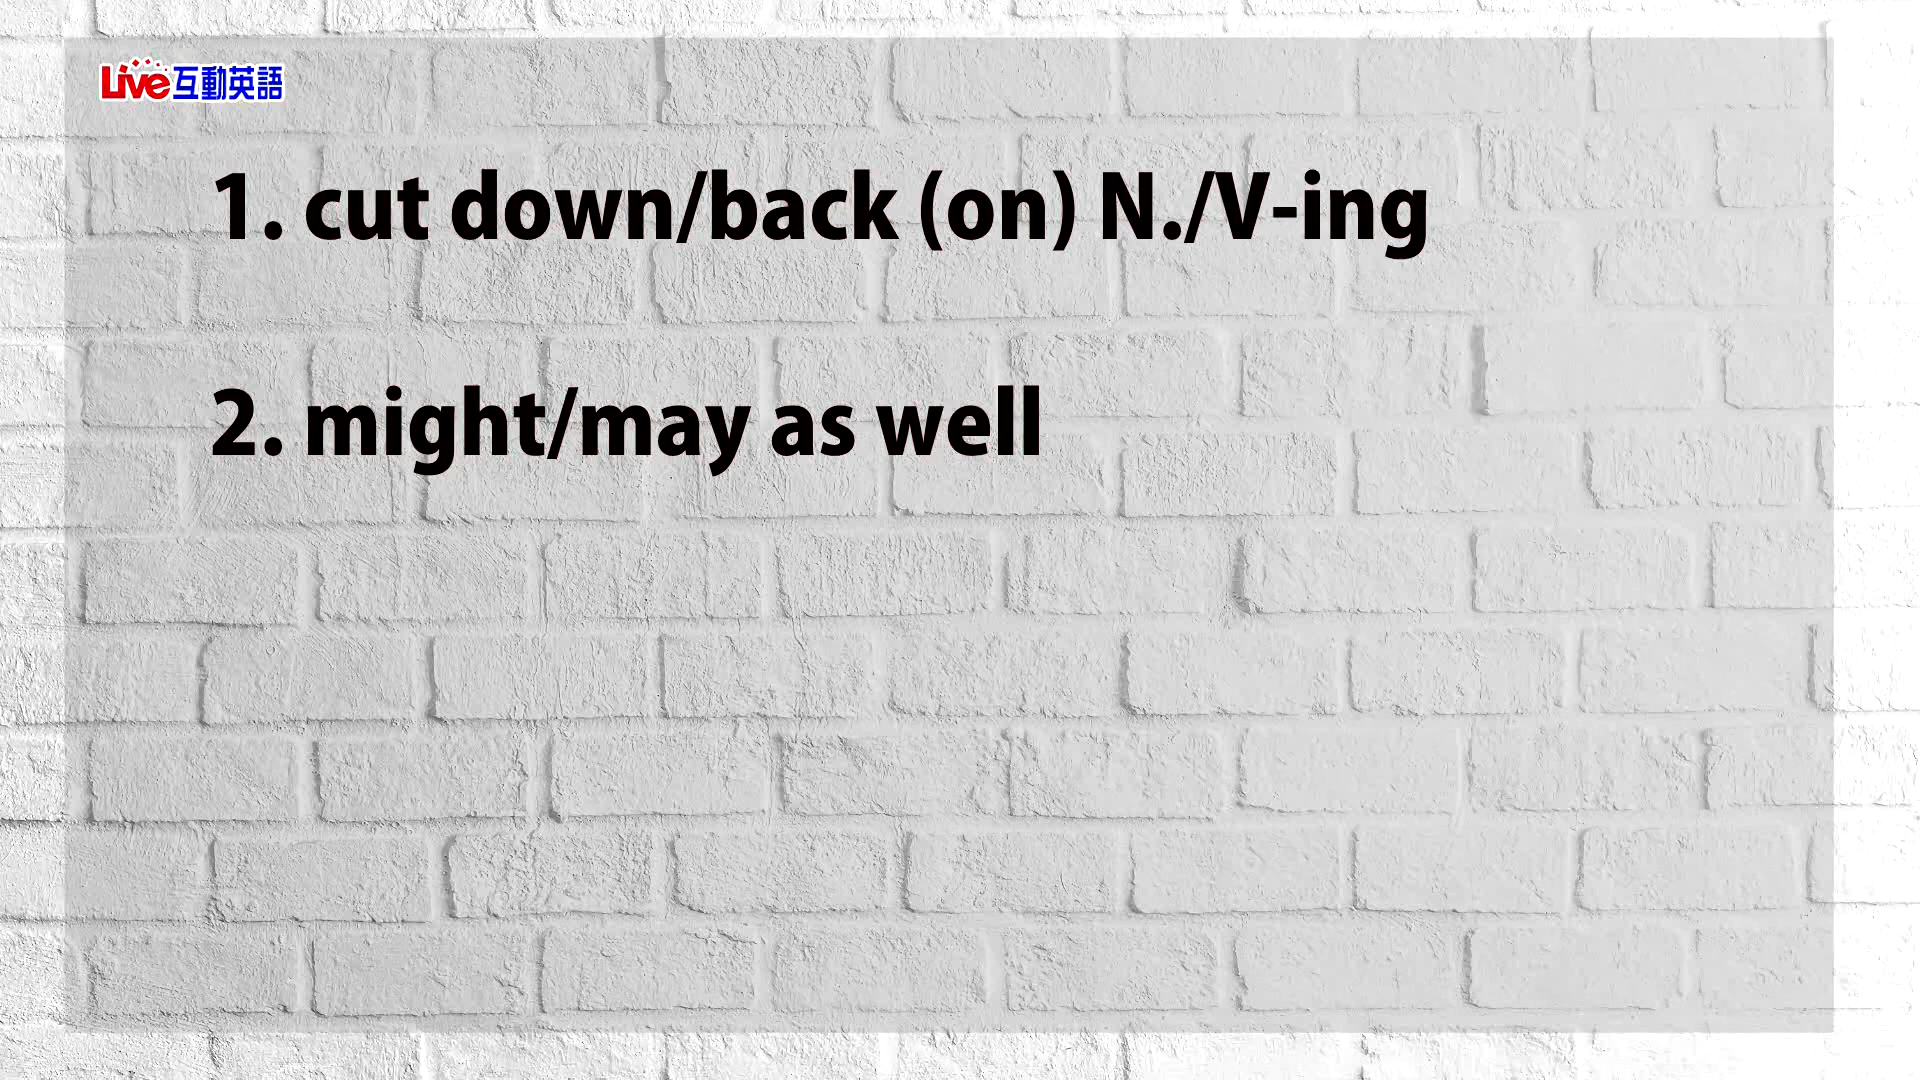 Live互動英語
1. cut down/back (on) N./V-ing
2. might/may as well